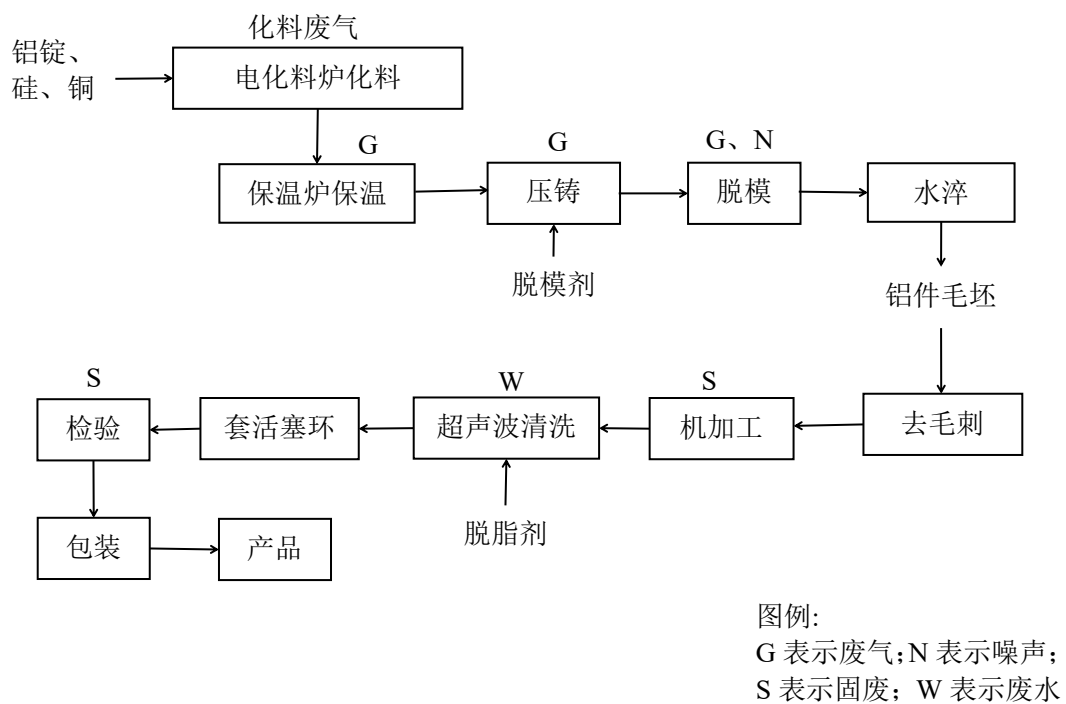 化料废气
铝锭、
硅、铜
电化料炉化料
G
G
G、N
保温炉保温
压铸
脱模
水淬
脱模剂
铝件毛坯
S
W
S
检验
套活塞环
超声波清洗
机加工
去毛刺
脱脂剂
包装
产品
图例:
G 表示废气;N 表示噪声;
S 表示固废；W 表示废水